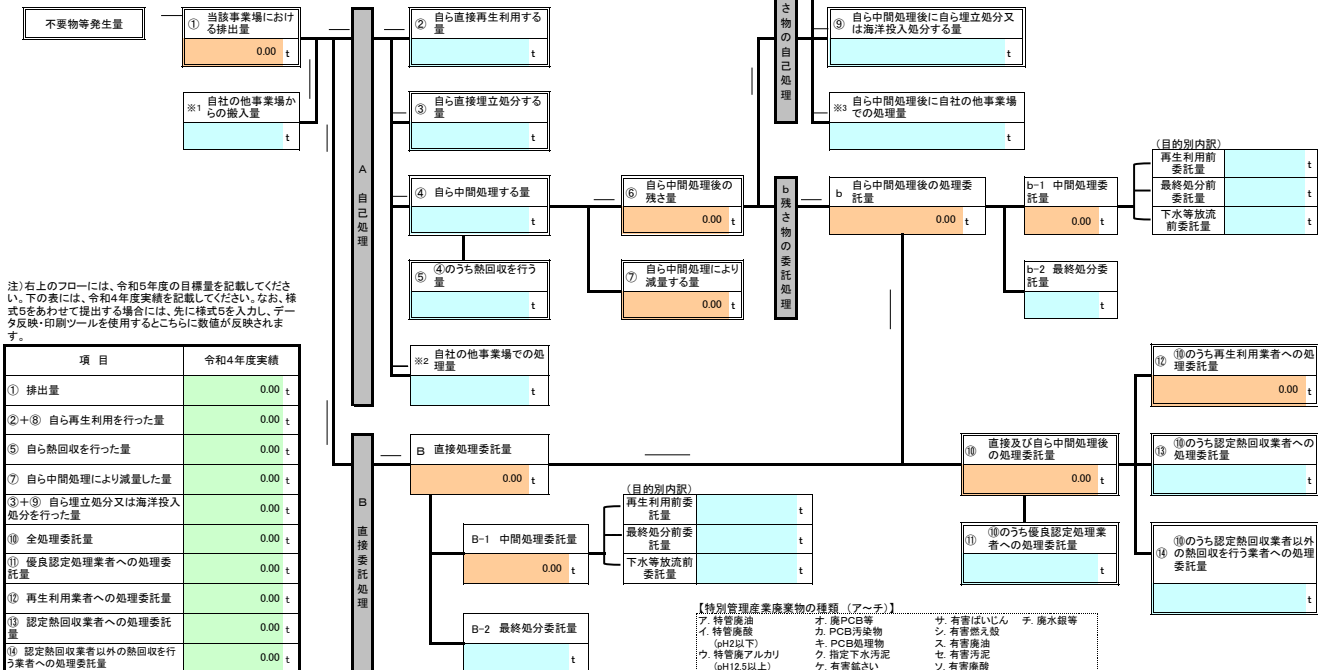 不要物等発生量
① 当該事業場におけ
る排出量
0.00 t
※1 自社の他事業場か
らの搬入量
t
A 自己処理
② 自ら直接再生利用する
量
t
③ 自ら直接埋立処分する
量
t
④ 自ら中間処理する量
t
⑤ ④のうち熱回収を行う
量
t
※2 自社の他事業場での処
理量
t
⑥ 自ら中間処理後の
残さ量
0.00 t
⑦ 自ら中間処理により
減量する量
0.00 t
さ物の自己処理
⑨ 自ら中間処理後に自ら埋立処分又
は海洋投入処分する量
t
※3 自ら中間処理後に自社の他事業場
での処理量
t
b 残さ物の委託処理
b 自ら中間処理後の処理委
託量
0.00 t
b-1 中間処理委
託量
0.00 t
b-2 最終処分委
託量
t
(目的別内訳)
再生利用前
委託量
t
最終処分前
委託量
t
下水等放流
前委託量
t
注)右上のフローには、令和5年度の目標量を記載してくださ
い。下の表には、令和4年度実績を記載してください。なお、様
式5をあわせて提出する場合には、先に様式5を入力し、デー
タ反映・印刷ツールを使用するとこちらに数値が反映されま
す。
項 目 令和4年度実績
① 排出量 0.00 t
②+⑧ 自ら再生利用を行った量 0.00 t
⑤ 自ら熱回収を行った量 0.00 t
⑦ 自ら中間処理により減量した量 0.00 t
③+⑨ 自ら埋立処分又は海洋投入
処分を行った量 0.00 t
⑩ 全処理委託量 0.00 t
⑪ 優良認定処理業者への処理委
託量 0.00 t
⑫ 再生利用業者への処理委託量 0.00 t
⑬ 認定熱回収業者への処理委託
量 0.00 t
⑭ 認定熱回収業者以外の熱回収を行
う業者への処理委託量 0.00 t
B 直接委託処理
B 直接処理委託量
0.00 t
B-1 中間処理委託量
0.00 t
B-2 最終処分委託量
t
(目的別内訳)
再生利用前委
託量
t
最終処分前委
託量
t
下水等放流前
委託量
t
⑩ 直接及び自ら中間処理後
の処理委託量
0.00 t
⑪ ⑩のうち優良認定処理業
者への処理委託量
t
⑫ ⑩のうち再生利用業者への処
理委託量
0.00 t
⑬ ⑩のうち認定熱回収業者への
処理委託量
t
⑭ ⑩のうち認定熱回収業者以外
の熱回収を行う業者への処理
委託量
t
【特別管理産業廃棄物の種類 (ア~チ)】
ア. 特管廃油 オ. 廃PCB等 サ. 有害ばいじん チ. 廃水銀等
イ. 特管廃酸 カ. PCB汚染物 シ. 有害燃え殻
(pH2以下) キ. PCB処理物 ス. 有害廃油
ウ. 特管廃アルカリ ク. 指定下水汚泥 セ. 有害汚泥
(pH12.5以上) ケ. 有害鉱さい ソ. 有害廃酸